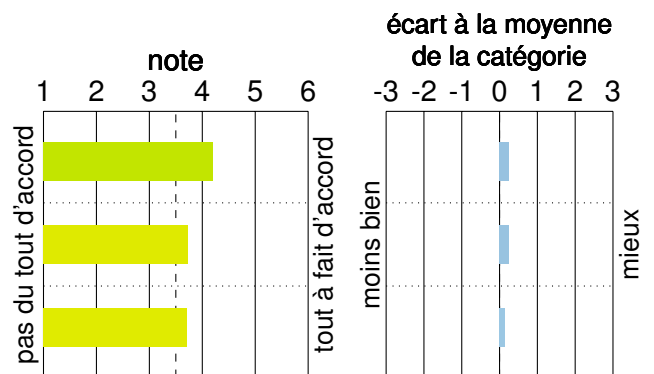 note
1 2 3 4 5 6
pas du tout d'accord
tout à fait d'accord
écart à la moyenne
de la catégorie
-3 -2 -1 0 1 2 3
moins bien
mieux